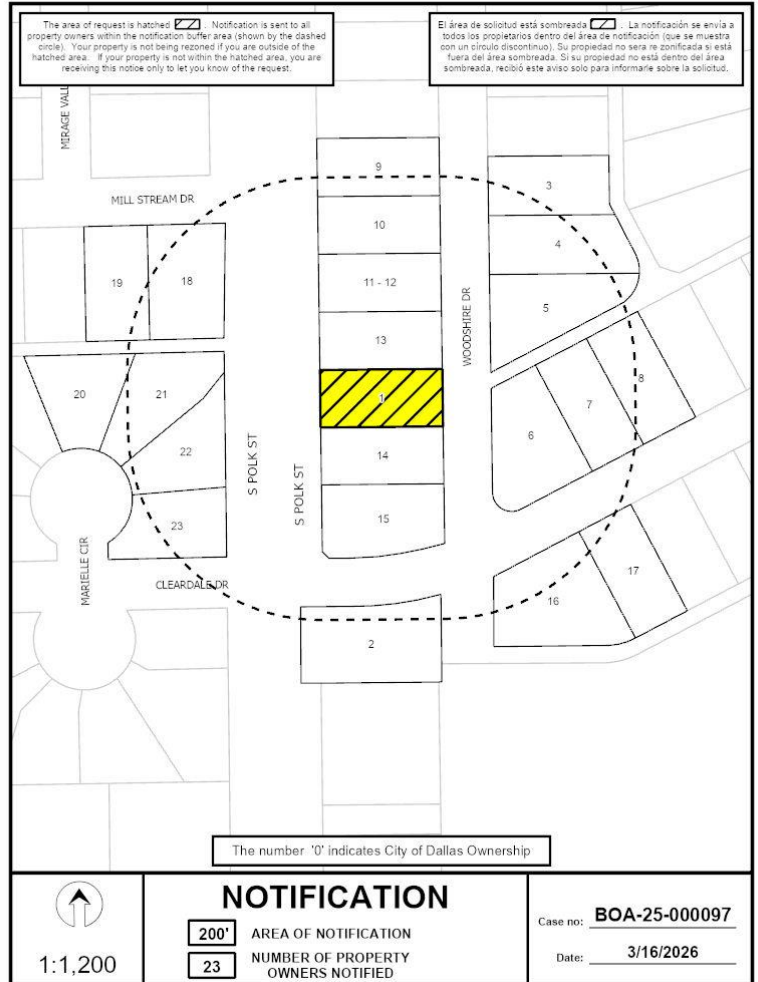 The area of request is hatched . Notification is sent to all
property owners within the notification buffer area (shown by the dashed
circle). Your property is not being rezoned if you are outside of the
hatched area. If your property is not within the hatched area, you are
receiving this notice only to let you know of the request.
El área de solicitud está sombreada . La notificación se envía a
todos los propietarios dentro del área de notificación (que se muestra
con un círculo discontinuo). Su propiedad no sera re zonificada si está
fuera del área sombreada. Si su propiedad no está dentro del área
sombreada, recibió este aviso solo para informarle sobre la solicitud.
MIRAGE
MILL STREAM DR
9
3
10
4
19
18
11 - 12
5
WOODSHIRE DR
13
20
21
1
8
7
6
22
14
S POLK ST
S POLK ST
15
23
MARIELLE CIR
CLEARDALE DR
17
16
2
The number '0' indicates City of Dallas Ownership
1:1,200
NOTIFICATION
200' AREA OF NOTIFICATION
23 NUMBER OF PROPERTY
OWNERS NOTIFIED
Case no: BOA-25-000097
Date: 3/16/2026